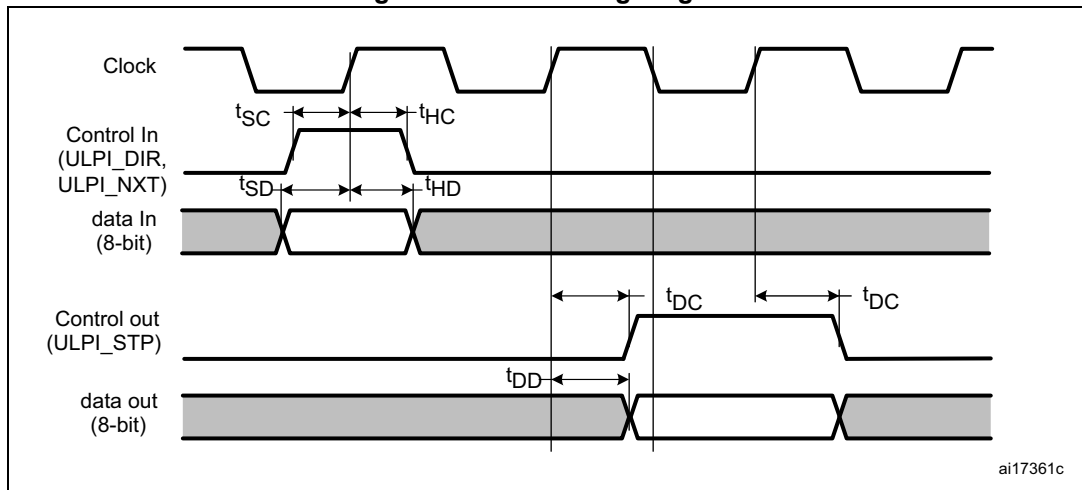 Clock
tSC
tHC
Control In
(ULPI_DIR,
ULPI_NXT)
tSD
tHD
data In
(8-bit)
tDC
tDC
Control out
(ULPI_STP)
tDD
data out
(8-bit)
ai17361c